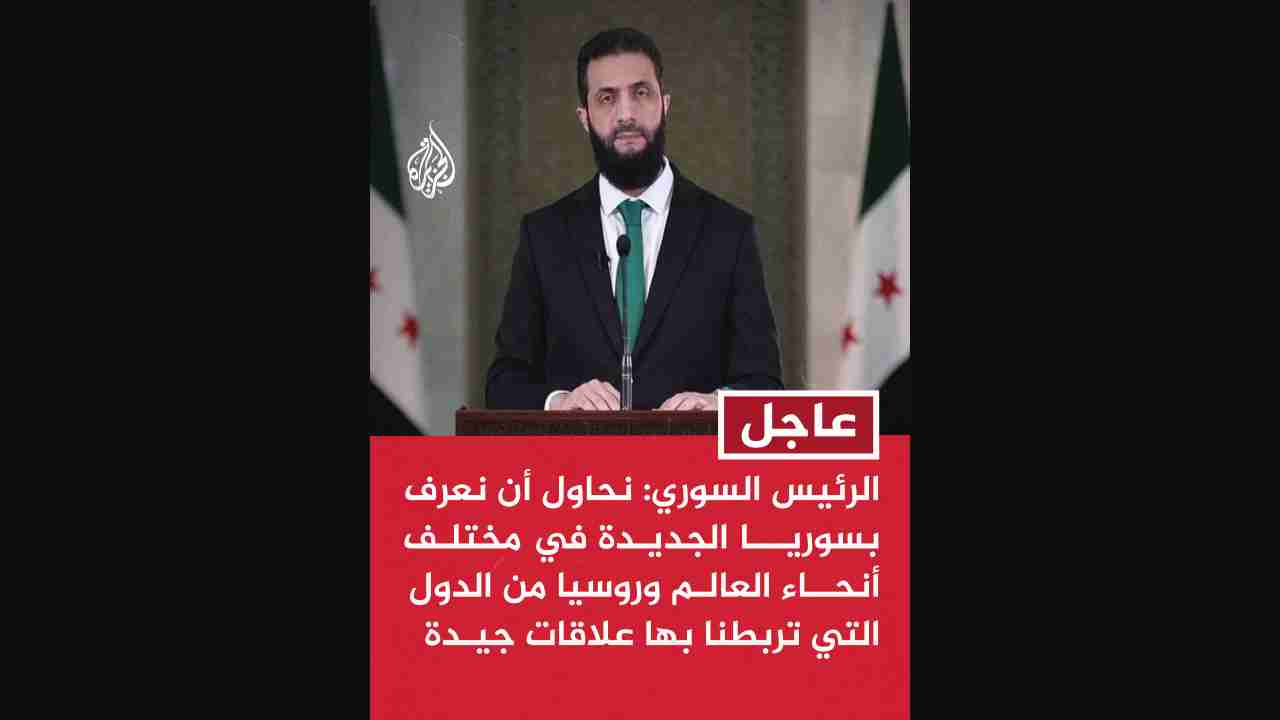 الجزيرة
عاجل
الرئيس السوري: نحاول أن نعرف
بسوريا الجديدة في مختلف
أنحاء العالم وروسيا من الدول
التي تربطنا بها علاقات جيدة